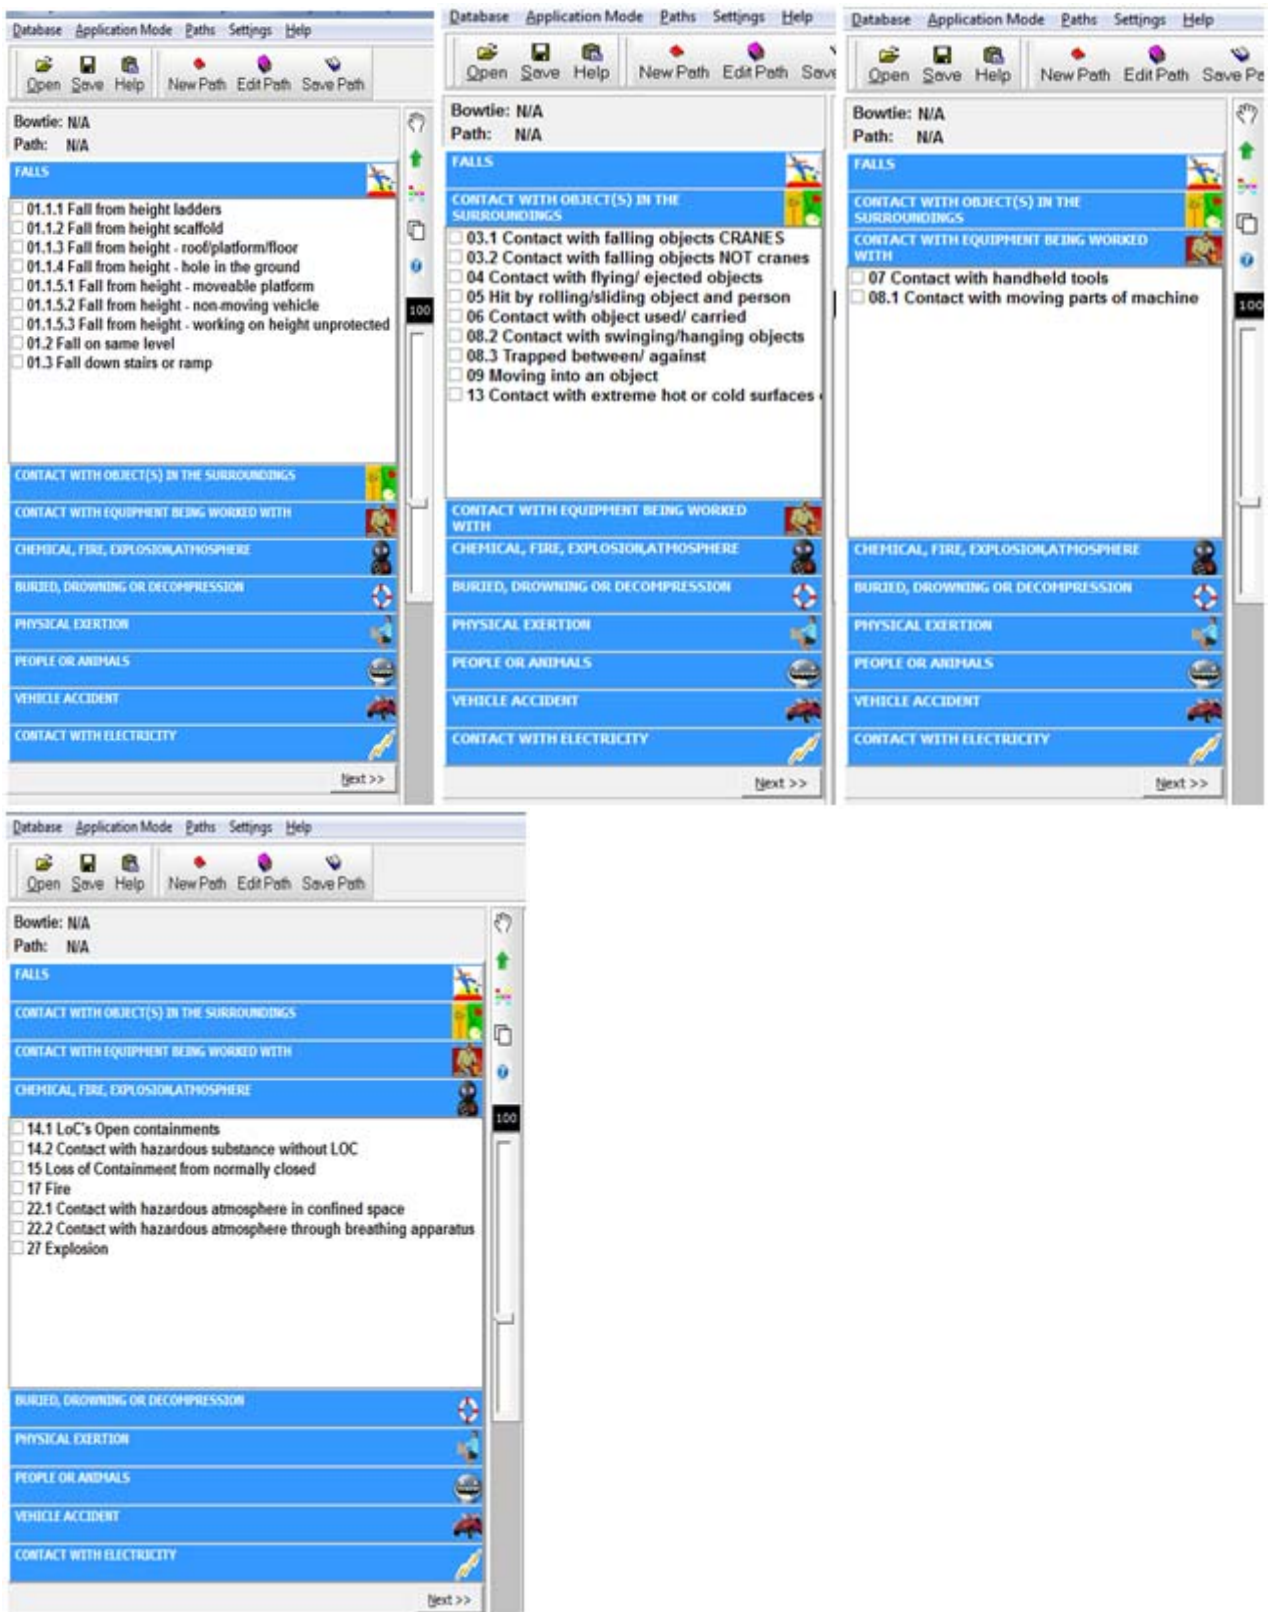 Database Application Mode Paths Settings Help
Open Save Help New Path Edit Path Save Path
Bowtie: N/A
Path: N/A
FALLS
01.1.1 Fall from height ladders
01.1.2 Fall from height scaffold
01.1.3 Fall from height - roof/platform/floor
01.1.4 Fall from height - hole in the ground
01.1.5.1 Fall from height - moveable platform
01.1.5.2 Fall from height - non-moving vehicle
01.1.5.3 Fall from height - working on height unprotected
01.2 Fall on same level
01.3 Fall down stairs or ramp
CONTACT WITH OBJECT(S) IN THE SURROUNDINGS
CONTACT WITH EQUIPMENT BEING WORKED WITH
CHEMICAL, FIRE, EXPLOSION,ATMOSPHERE
BURIED, DROWNING OR DECOMPRESSION
PHYSICAL EXERTION
PEOPLE OR ANIMALS
VEHICLE ACCIDENT
CONTACT WITH ELECTRICITY
Next >>
100
Database Application Mode Paths Settings Help
Open Save Help New Path Edit Path Save
Bowtie: N/A
Path: N/A
FALLS
CONTACT WITH OBJECT(S) IN THE
SURROUNDINGS
03.1 Contact with falling objects CRANES
03.2 Contact with falling objects NOT cranes
04 Contact with flying/ ejected objects
05 Hit by rolling/sliding object and person
06 Contact with object used/ carried
08.2 Contact with swinging/hanging objects
08.3 Trapped between/ against
09 Moving into an object
13 Contact with extreme hot or cold surfaces
CONTACT WITH EQUIPMENT BEING WORKED
WITH
CHEMICAL, FIRE, EXPLOSION,ATMOSPHERE
BURIED, DROWNING OR DECOMPRESSION
PHYSICAL EXERTION
PEOPLE OR ANIMALS
VEHICLE ACCIDENT
CONTACT WITH ELECTRICITY
Next >>
Database Application Mode Paths Settings Help
Open Save Help New Path Edit Path Save Pa
Bowtie: N/A
Path: N/A
FALLS
CONTACT WITH OBJECT(S) IN THE
SURROUNDINGS
CONTACT WITH EQUIPMENT BEING WORKED
WITH
07 Contact with handheld tools
08.1 Contact with moving parts of machine
CHEMICAL, FIRE, EXPLOSION,ATMOSPHERE
BURIED, DROWNING OR DECOMPRESSION
PHYSICAL EXERTION
PEOPLE OR ANIMALS
VEHICLE ACCIDENT
CONTACT WITH ELECTRICITY
Next >>
100
Database Application Mode Paths Settings Help
Open Save Help New Path Edit Path Save Path
Bowtie: N/A
Path: N/A
FALLS
CONTACT WITH OBJECT(S) IN THE SURROUNDINGS
CONTACT WITH EQUIPMENT BEING WORKED WITH
CHEMICAL, FIRE, EXPLOSION,ATMOSPHERE
14.1 LoC's Open containments
14.2 Contact with hazardous substance without LOC
15 Loss of Containment from normally closed
17 Fire
22.1 Contact with hazardous atmosphere in confined space
22.2 Contact with hazardous atmosphere through breathing apparatus
27 Explosion
BURIED, DROWNING OR DECOMPRESSION
PHYSICAL EXERTION
PEOPLE OR ANIMALS
VEHICLE ACCIDENT
CONTACT WITH ELECTRICITY
Next >>
100